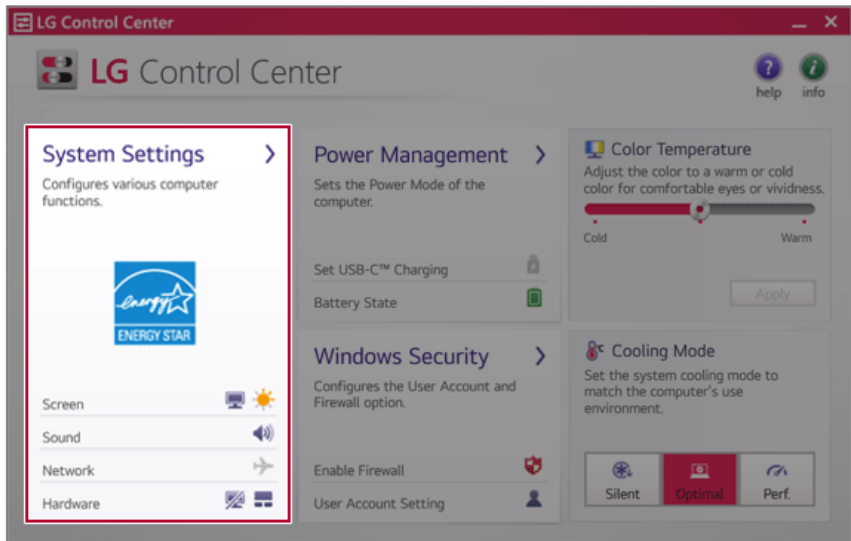 LG Control Center
LG Control Center
help
info
System Settings
Configures various computer
functions.
energy
ENERGY STAR
Screen
Sound
Network
Hardware
Power Management
Sets the Power Mode of the
computer.
Set USB-C™ Charging
Battery State
Windows Security
Configures the User Account and
Firewall option.
Enable Firewall
User Account Setting
Color Temperature
Adjust the color to a warm or cold
color for comfortable eyes or vividness.
Cold
Warm
Apply
Cooling Mode
Set the system cooling mode to
match the computer's use
environment.
Silent
Optimal
Perf.